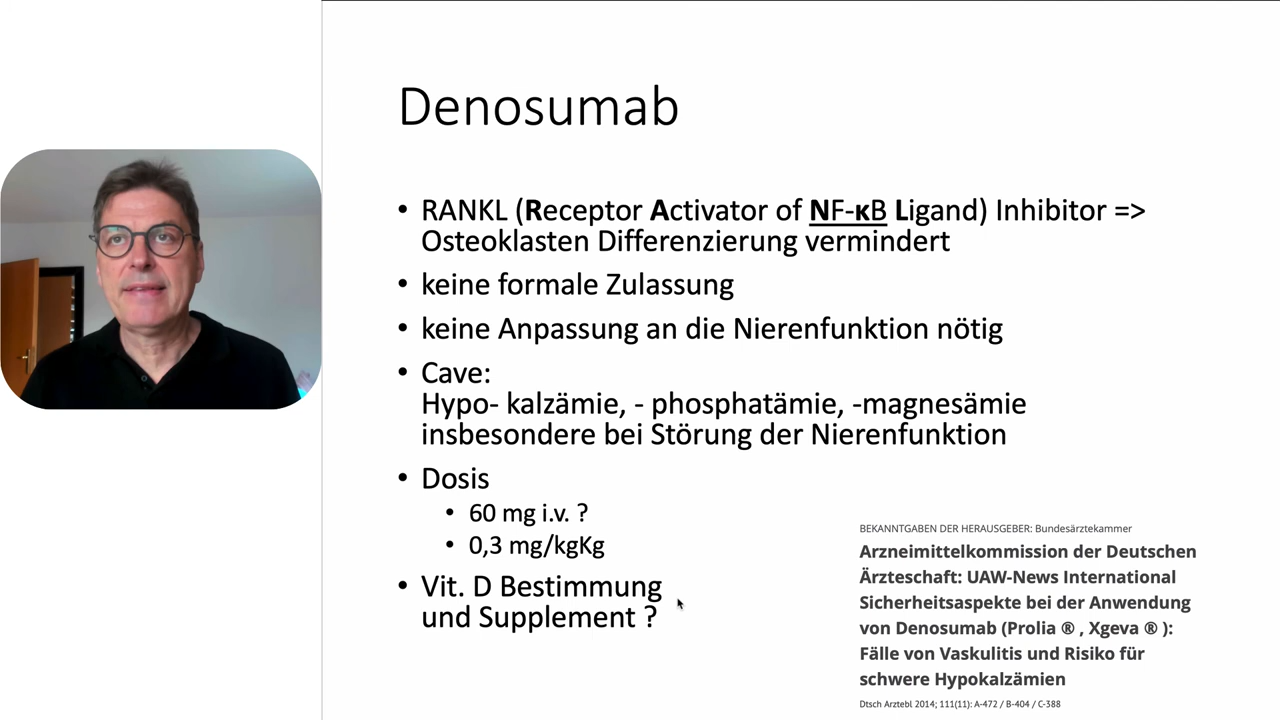 Denosumab
• RANKL (Receptor Activator of NF-κB Ligand) Inhibitor =>
Osteoklasten Differenzierung vermindert
• keine formale Zulassung
• keine Anpassung an die Nierenfunktion nötig
• Cave:
Hypo- kalzämie, - phosphatämie, -magnesämie
insbesondere bei Störung der Nierenfunktion
• Dosis
• 60 mg i.v. ?
• 0,3 mg/kgKg
• Vit. D Bestimmung
und Supplement ?
BEKANNTGABEN DER HERAUSGEBER: Bundesärztekammer
Arzneimittelkommission der Deutschen
Ärzteschaft: UAW-News International
Sicherheitsaspekte bei der Anwendung
von Denosumab (Prolia ® , Xgeva ® ):
Fälle von Vaskulitis und Risiko für
schwere Hypokalzämien
Dtsch Arztebl 2014; 111(11): A-472 / B-404 / C-388